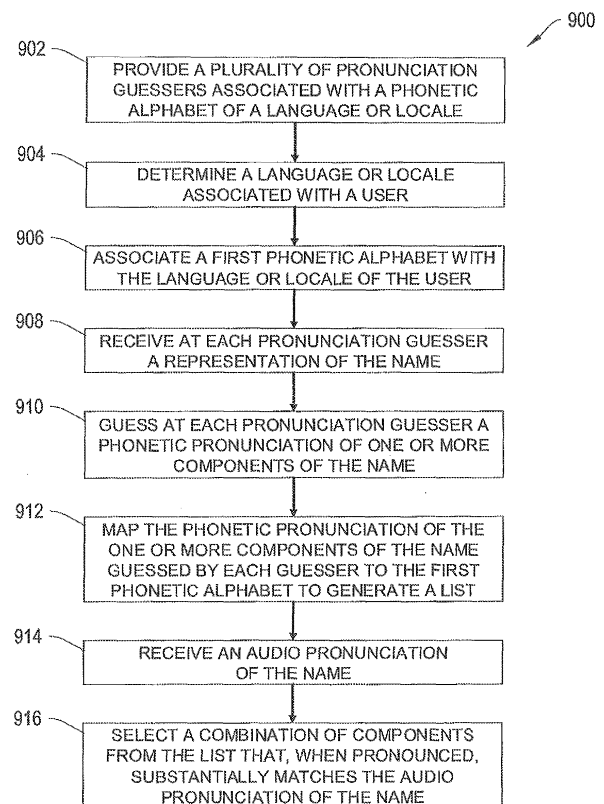 900
902
PROVIDE A PLURALITY OF PRONUNCIATION
GUESSERS ASSOCIATED WITH A PHONETIC
ALPHABET OF A LANGUAGE OR LOCALE
904
DETERMINE A LANGUAGE OR LOCALE
ASSOCIATED WITH A USER
906
ASSOCIATE A FIRST PHONETIC ALPHABET WITH
THE LANGUAGE OR LOCALE OF THE USER
908
RECEIVE AT EACH PRONUNCIATION GUESSER
A REPRESENTATION OF THE NAME
910
GUESS AT EACH PRONUNCIATION GUESSER A
PHONETIC PRONUNCIATION OF ONE OR MORE
COMPONENTS OF THE NAME
912
MAP THE PHONETIC PRONUNCIATION OF THE
ONE OR MORE COMPONENTS OF THE NAME
GUESSED BY EACH GUESSER TO THE FIRST
PHONETIC ALPHABET TO GENERATE A LIST
914
RECEIVE AN AUDIO PRONUNCIATION
OF THE NAME
916
SELECT A COMBINATION OF COMPONENTS
FROM THE LIST THAT, WHEN PRONOUNCED,
SUBSTANTIALLY MATCHES THE AUDIO
PRONUNCIATION OF THE NAME